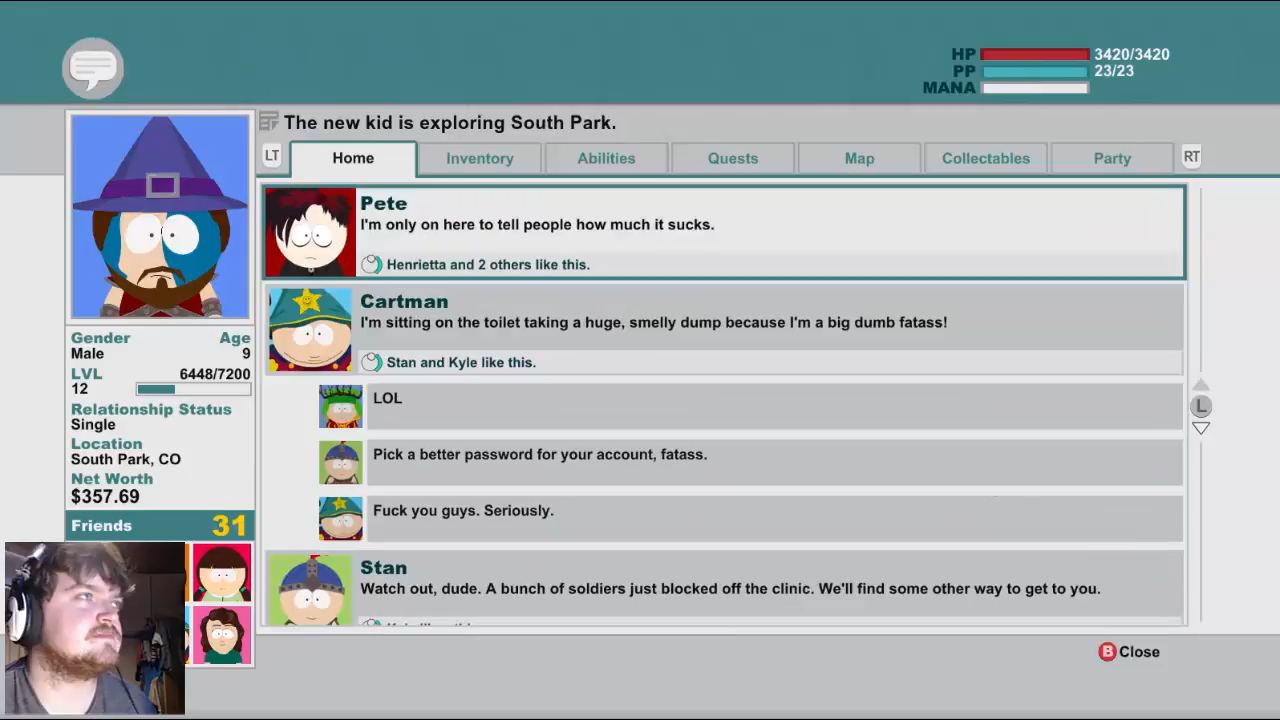 HP 3420/3420
PP 23/23
MANA
The new kid is exploring South Park.
LT Home Inventory Abilities Quests Map Collectables Party RT
Pete
I'm only on here to tell people how much it sucks.
Henrietta and 2 others like this.
Cartman
I'm sitting on the toilet taking a huge, smelly dump because I'm a big dumb fatass!
Stan and Kyle like this.
LOL
Pick a better password for your account, fatass.
Fuck you guys. Seriously.
Stan
Watch out, dude. A bunch of soldiers just blocked off the clinic. We'll find some other way to get to you.
Gender Age
Male 9
LVL 6448/7200
12
Relationship Status
Single
Location
South Park, CO
Net Worth
$357.69
Friends 31
L
B Close